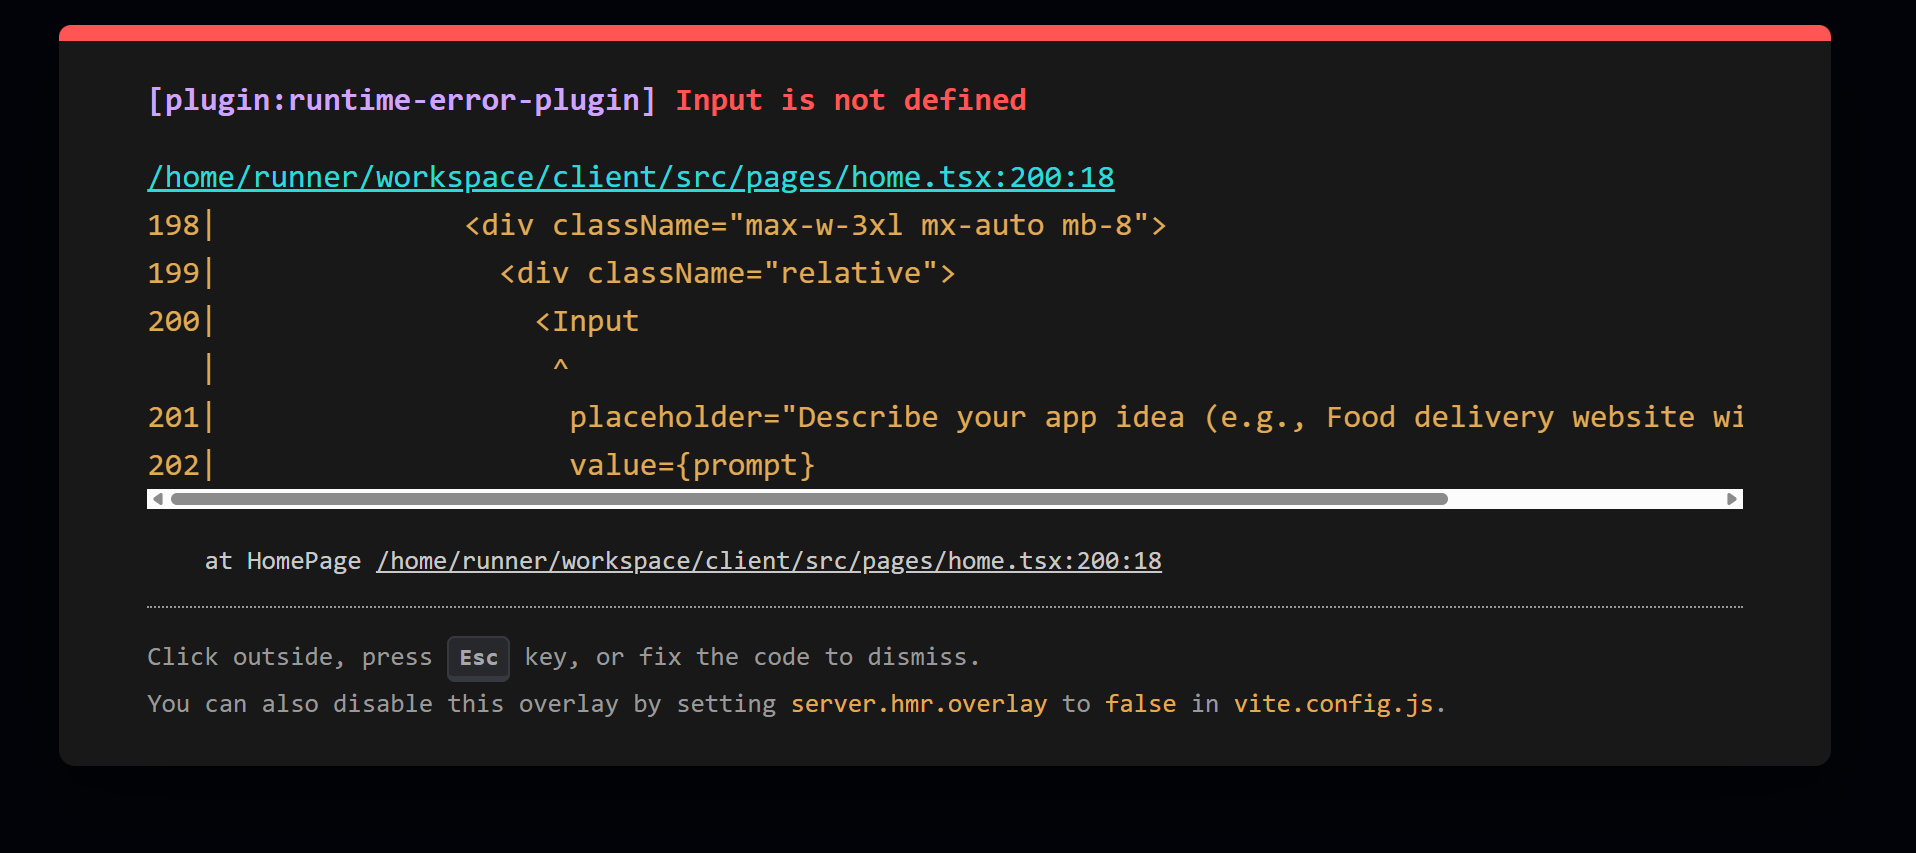 [plugin:runtime-error-plugin] Input is not defined
/home/runner/workspace/client/src/pages/home.tsx:200:18
198|              <div className="max-w-3xl mx-auto mb-8">
199|                <div className="relative">
200|                  <Input
   |                   ^
201|                    placeholder="Describe your app idea (e.g., Food delivery website wi
202|                    value={prompt}
at HomePage /home/runner/workspace/client/src/pages/home.tsx:200:18
Click outside, press Esc key, or fix the code to dismiss.
You can also disable this overlay by setting server.hmr.overlay to false in vite.config.js.